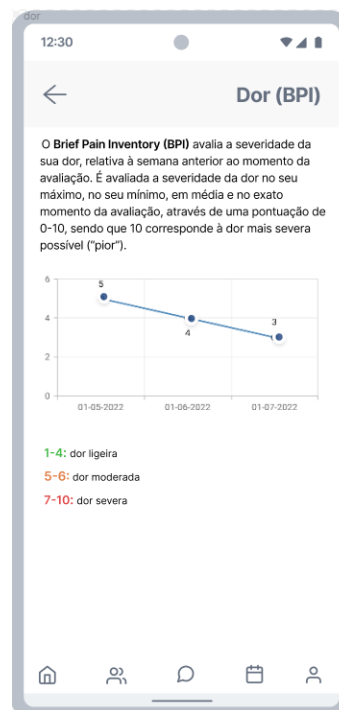 dor
12:30
Dor (BPI)
O Brief Pain Inventory (BPI) avalia a severidade da
sua dor, relativa à semana anterior ao momento da
avaliação. É avaliada a severidade da dor no seu
máximo, no seu mínimo, em média e no exato
momento da avaliação, através de uma pontuação de
0-10, sendo que 10 corresponde à dor mais severa
possível (“pior”).
6
5
4
4
3
2
0
01-05-2022 01-06-2022 01-07-2022
1-4: dor ligeira
5-6: dor moderada
7-10: dor severa